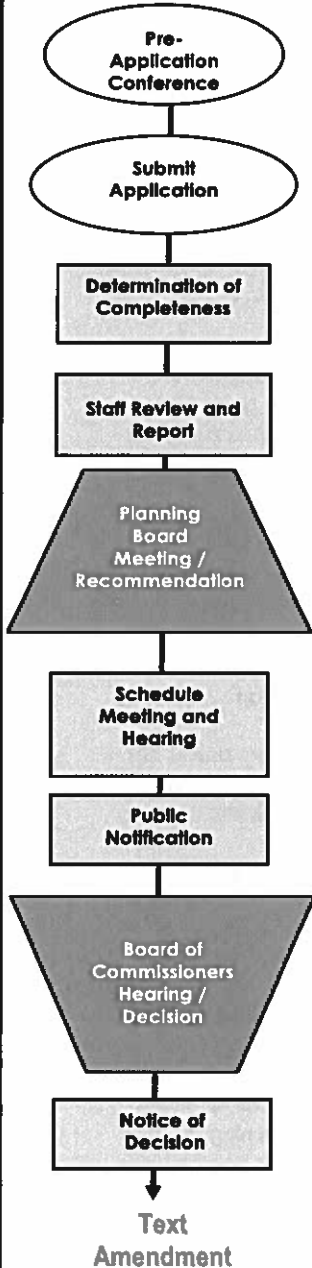 Pre-
Application
Conference
Submit
Application
Determination of
Completeness
Staff Review and
Report
Planning
Board
Meeting /
Recommendation
Schedule
Meeting and
Hearing
Public
Notification
Board of
Commissioners
Hearing /
Decision
Notice of
Decision
Text
Amendment